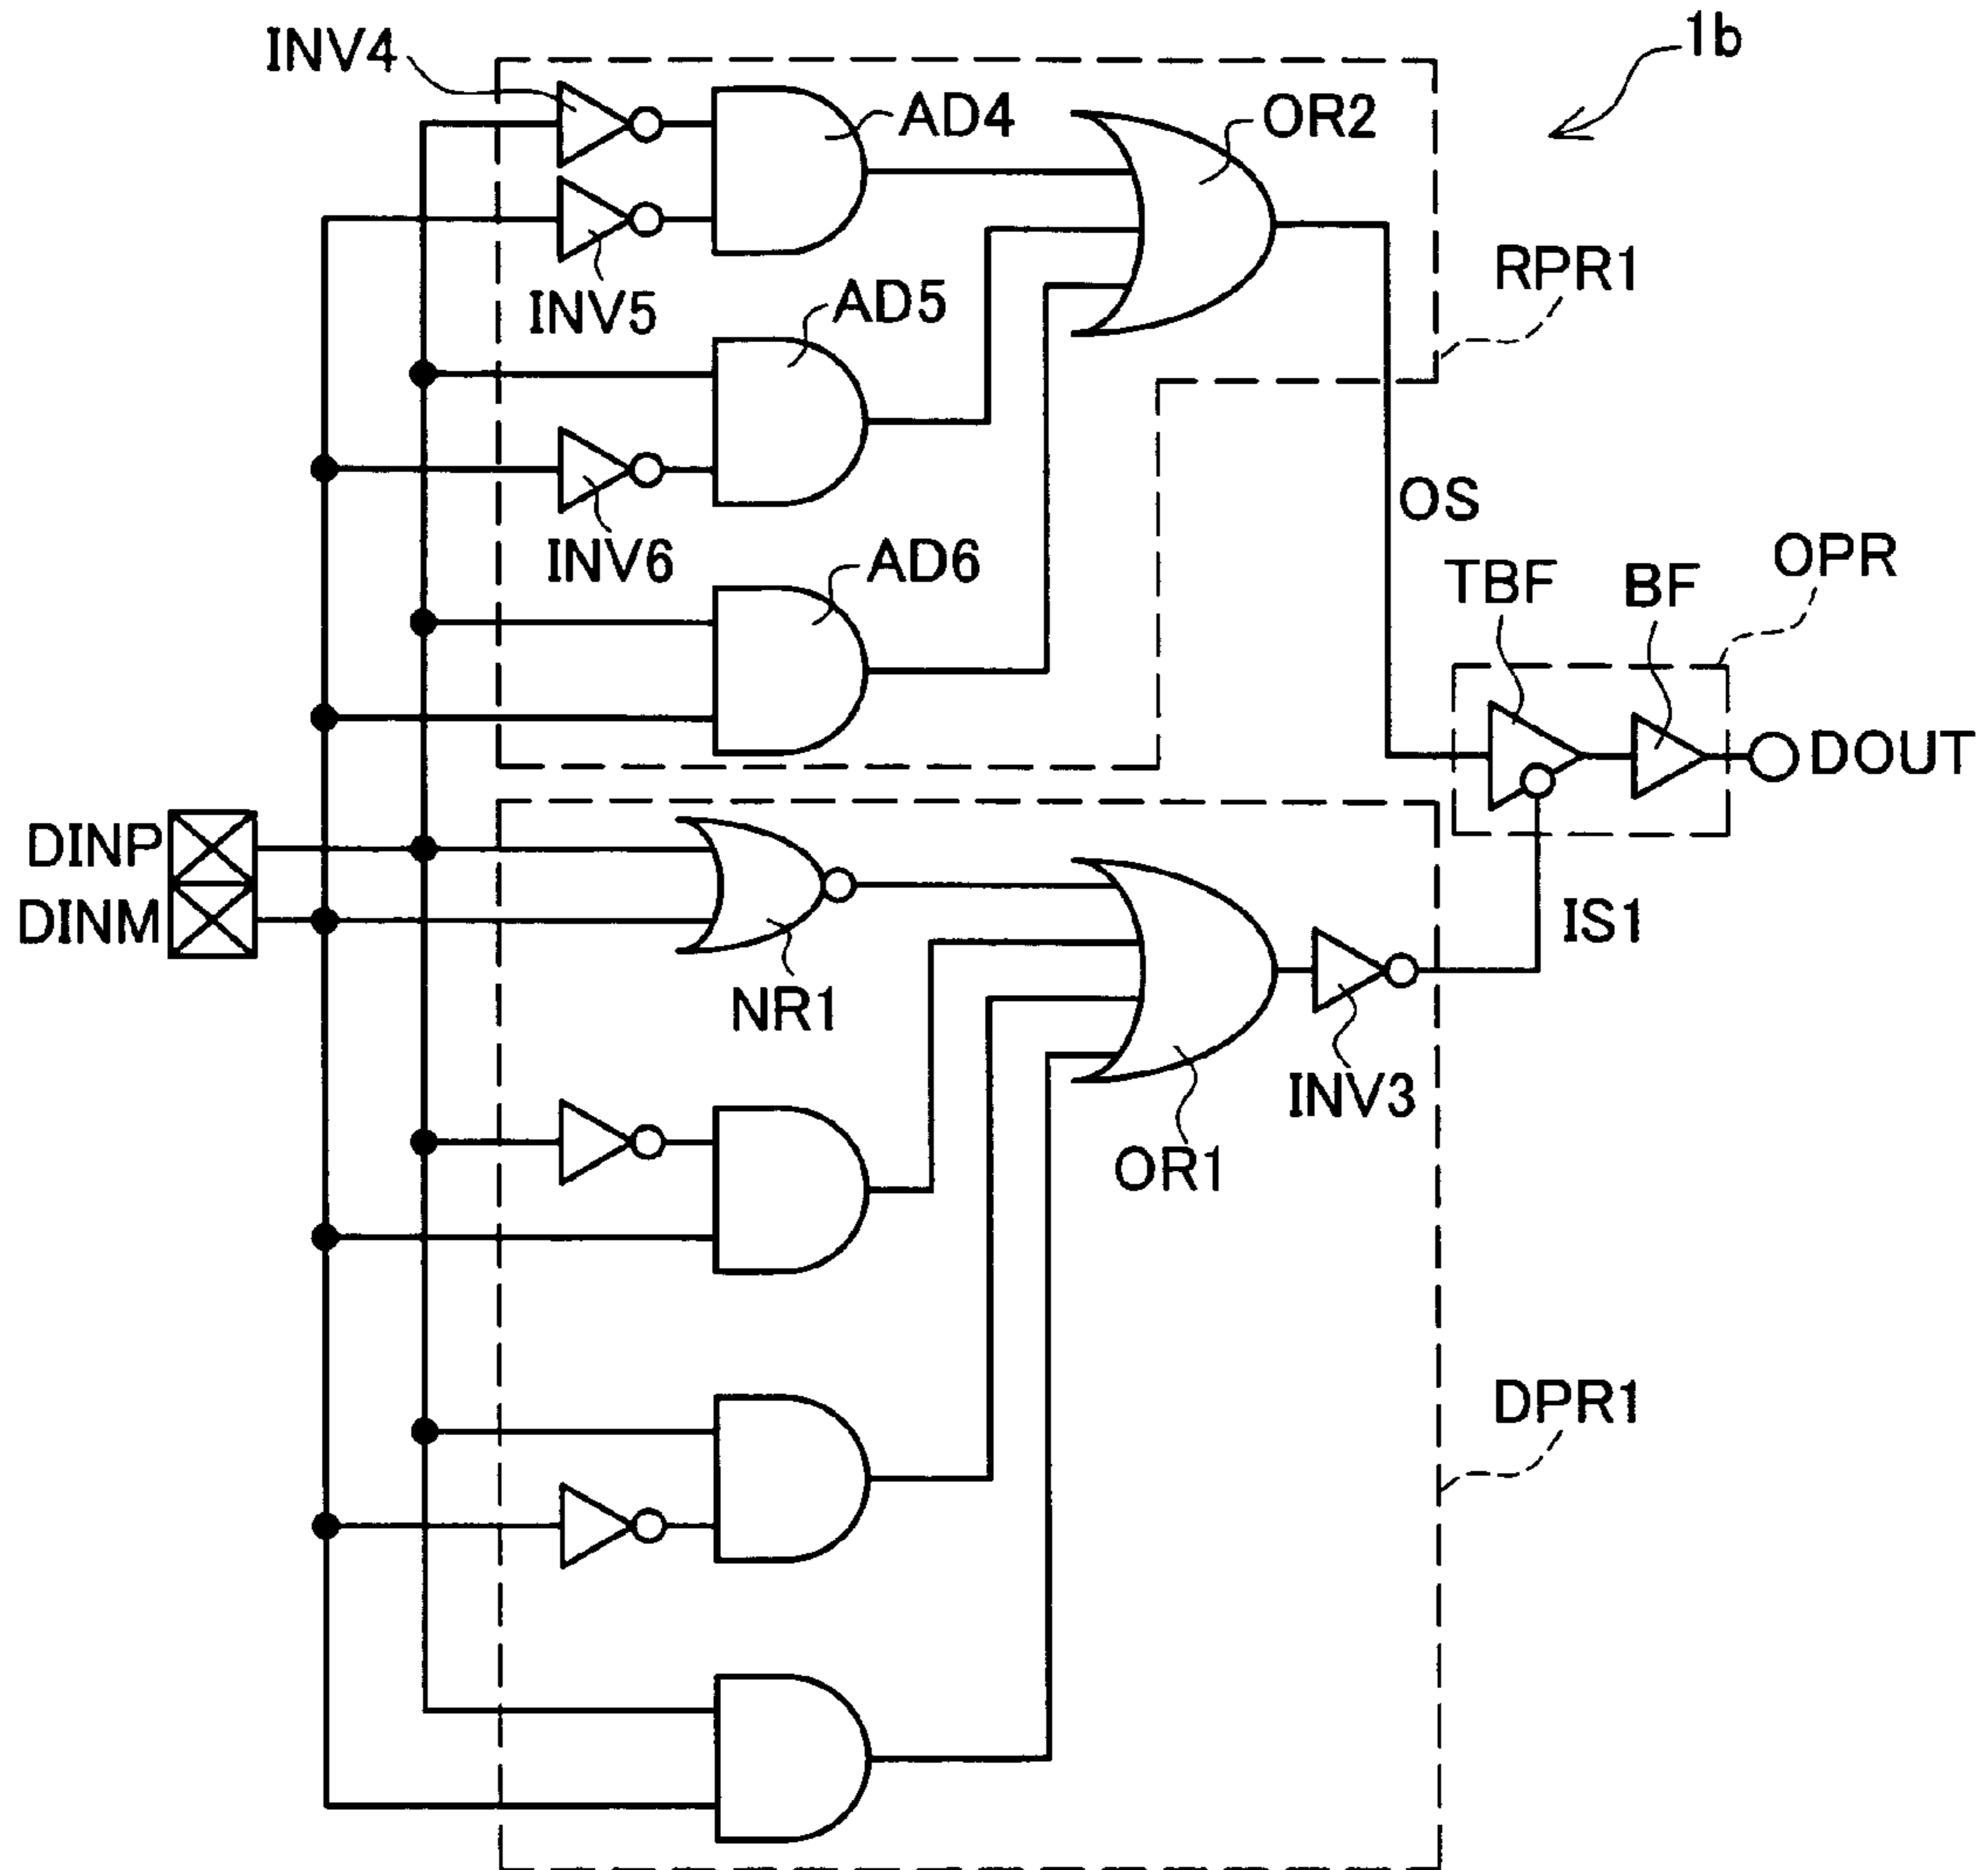 INV4
1b
AD4
OR2
INV5
AD5
RPR1
INV6
AD6
OS
TBF
BF
OPR
DOUT
DINP
DINM
NR1
IS1
INV3
OR1
DPR1